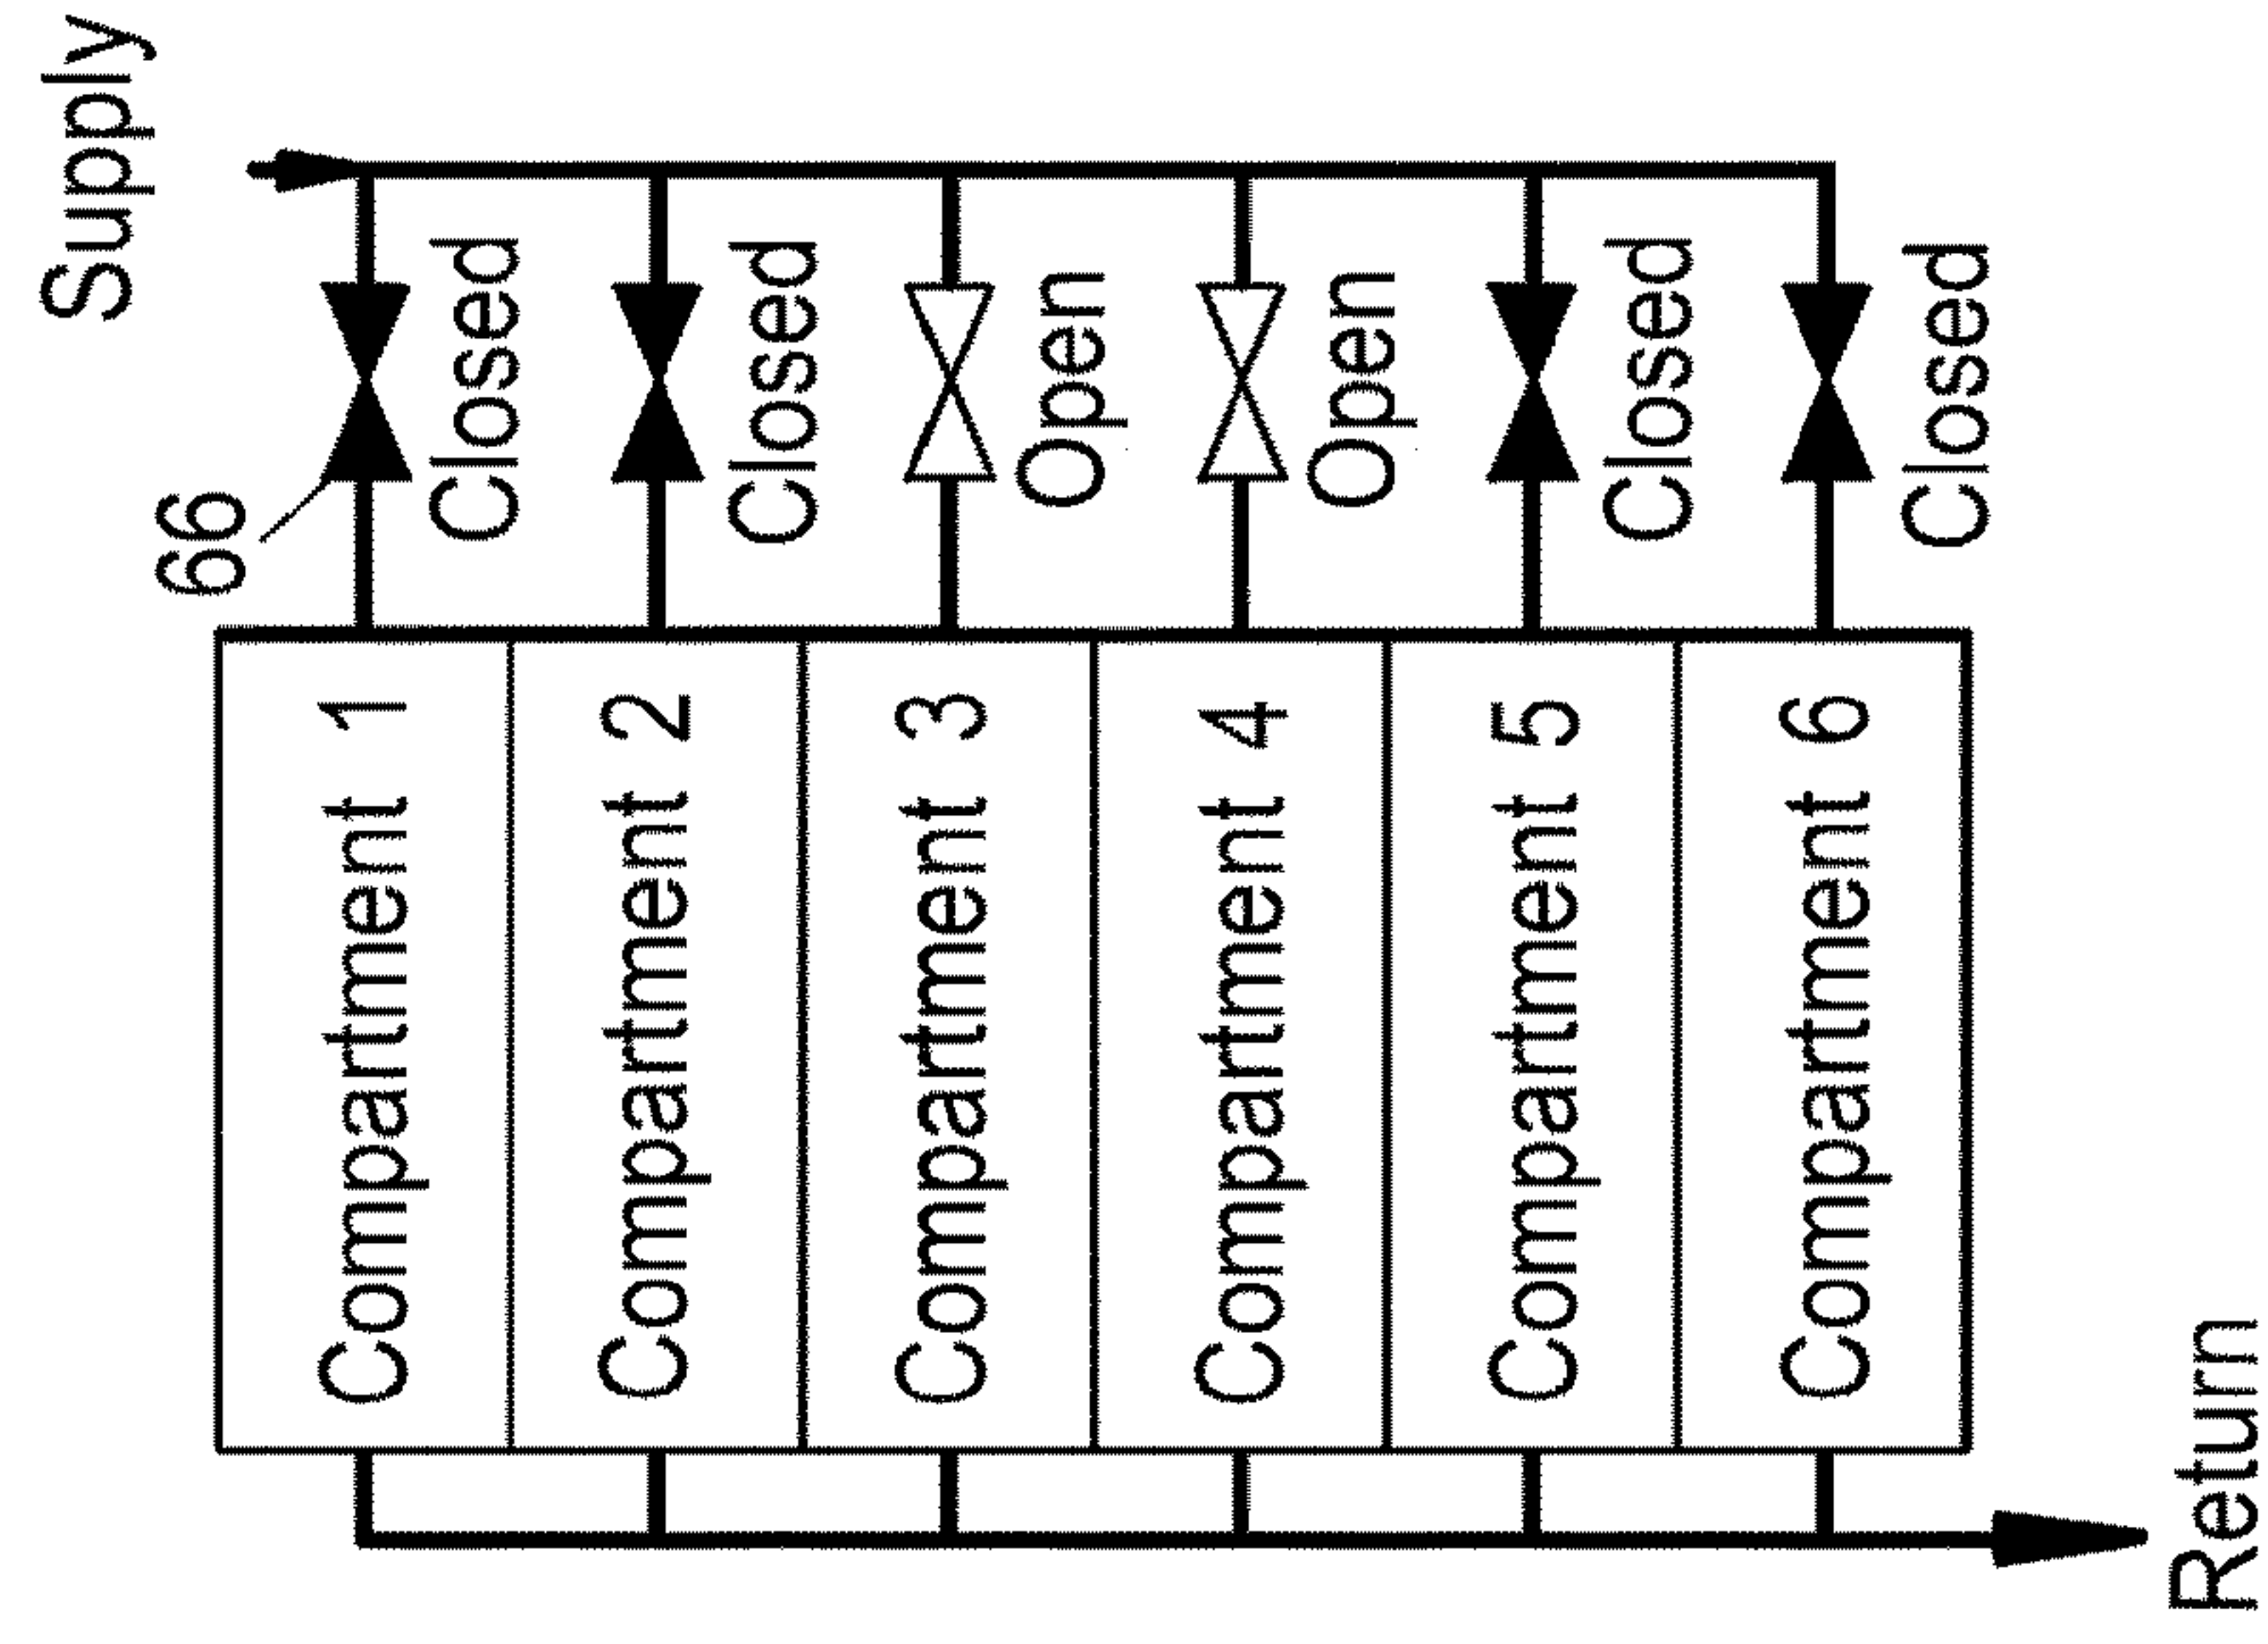 Supply
66
Closed
Closed
Open
Open
Closed
Closed
Compartment 1
Compartment 2
Compartment 3
Compartment 4
Compartment 5
Compartment 6
Return